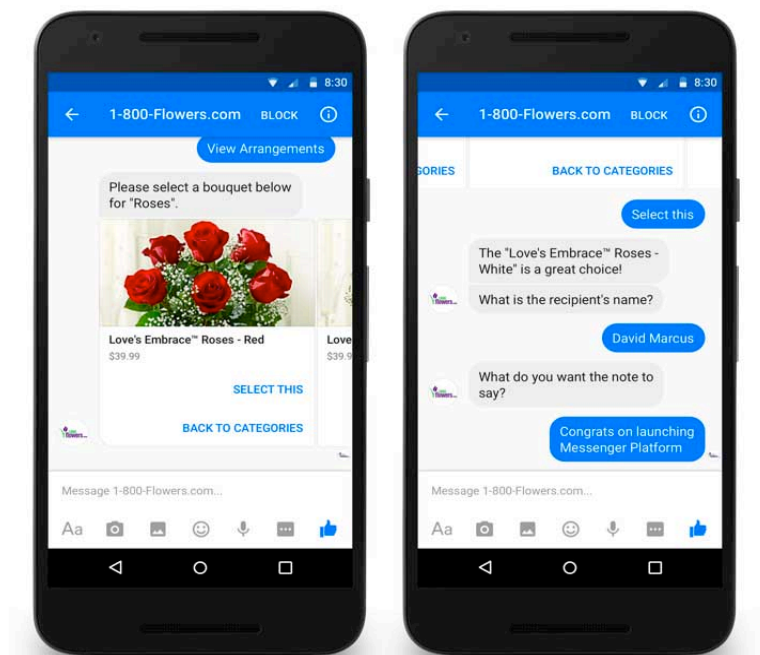 8:30
1-800-Flowers.com BLOCK
View Arrangements
Please select a bouquet below
for "Roses".
Love's Embrace™ Roses - Red
$39.99
Love
$39.9
SELECT THIS
BACK TO CATEGORIES
Message 1-800-Flowers.com...
Aa
8:30
1-800-Flowers.com BLOCK
GORIES
BACK TO CATEGORIES
Select this
The "Love's Embrace™ Roses -
White" is a great choice!
What is the recipient's name?
David Marcus
What do you want the note to
say?
Congrats on launching
Messenger Platform
Message 1-800-Flowers.com...
Aa